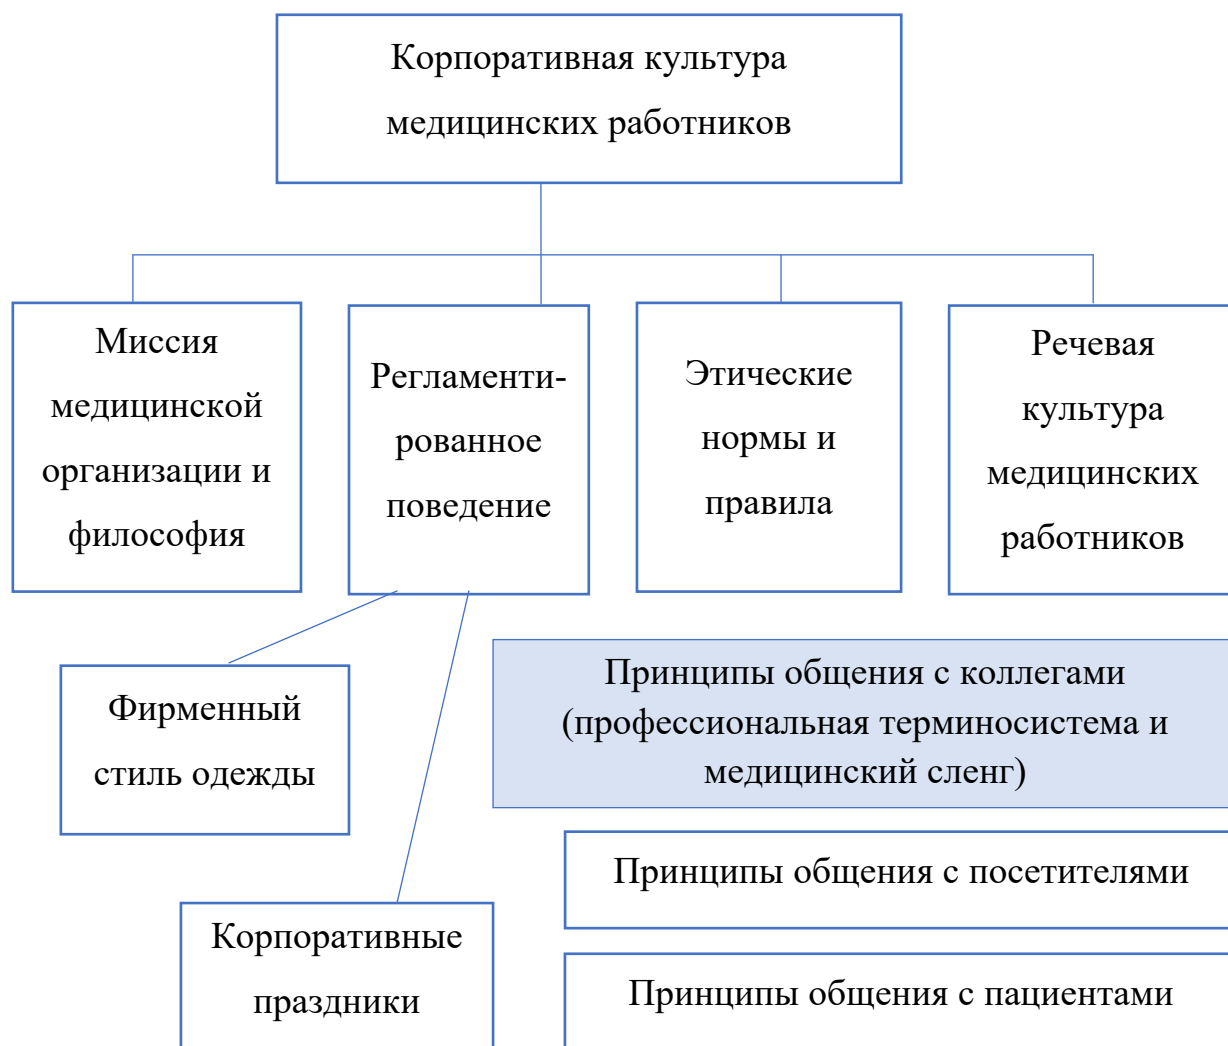 Корпоративная культура
медицинских работников
Миссия
медицинской
организации и
философия
Регламенти-
рованное
поведение
Этические
нормы и
правила
Речевая
культура
медицинских
работников
Фирменный
стиль одежды
Принципы общения с коллегами
(профессиональная терминосистема и
медицинский сленг)
Принципы общения с посетителями
Корпоративные
праздники
Принципы общения с пациентами